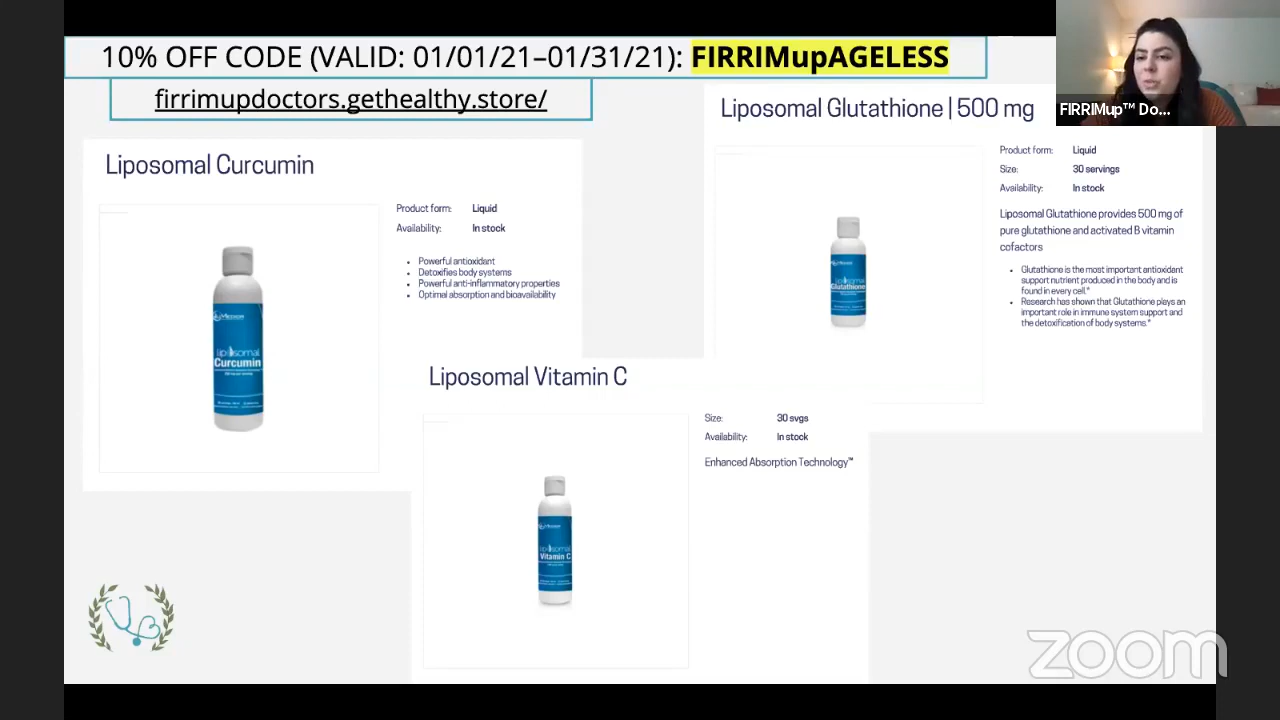 10% OFF CODE (VALID: 01/01/21–01/31/21): FIRRIMupAGELESS
firrimupdoctors.gethealthy.store/
FIRRIMup™ Do...
Liposomal Curcumin
Product form: Liquid
Availability: In stock
• Powerful antioxidant
• Detoxifies body systems
• Powerful anti-inflammatory properties
• Optimal absorption and bioavailability
liposomal
Curcumin
Liposomal Glutathione | 500 mg
Product form: Liquid
Size: 30 servings
Availability: In stock
Liposomal Glutathione provides 500 mg of
pure glutathione and activated B vitamin
cofactors
• Glutathione is the most important antioxidant
support nutrient produced in the body and is
found in every cell.*
• Research has shown that Glutathione plays an
important role in immune system support and
the detoxification of body systems.*
Glutathione
Liposomal Vitamin C
Size: 30 svgs
Availability: In stock
Enhanced Absorption Technology™
liposomal
Vitamin C
zoom